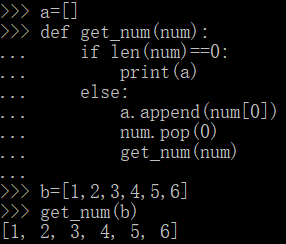 >>> a=[]
>>> def get_num(num):
...     if len(num)==0:
...         print(a)
...     else:
...         a.append(num[0])
...         num.pop(0)
...         get_num(num)
...
>>> b=[1,2,3,4,5,6]
>>> get_num(b)
[1, 2, 3, 4, 5, 6]